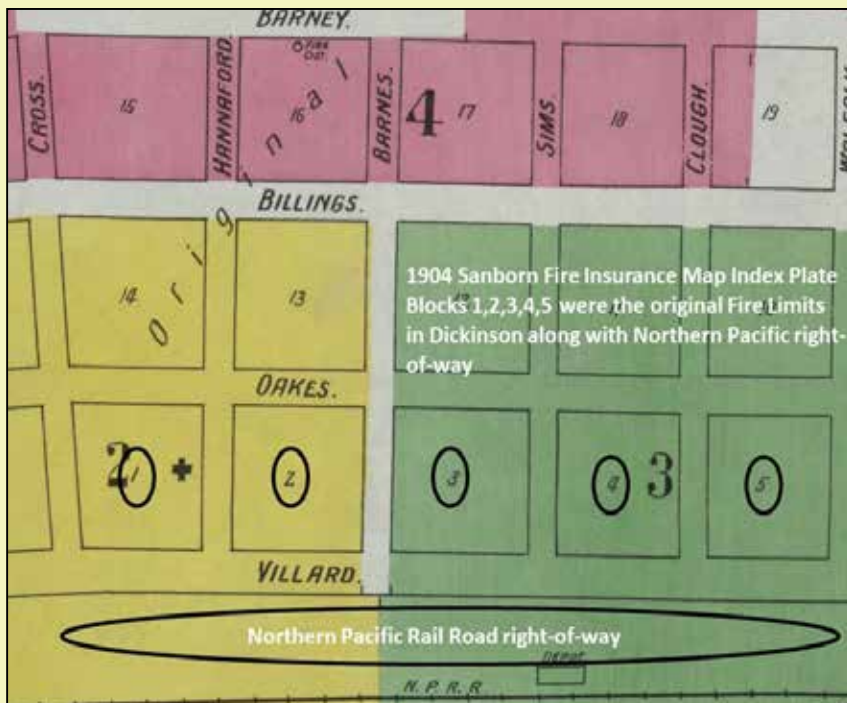 BARNEY.
FIRE
DPT.
CROSS.
15
HANNAFORD.
16
BARNES.
4
17
SIMS.
18
CLOUGH.
19
Original
BILLINGS.
14
13
1904 Sanborn Fire Insurance Map Index Plate
Blocks 1,2,3,4,5 were the original Fire Limits
in Dickinson along with Northern Pacific right-
of-way
OAKES.
2
1
2
3
4
3
5
VILLARD.
Northern Pacific Rail Road right-of-way
DEPOT
N. P. R. R.